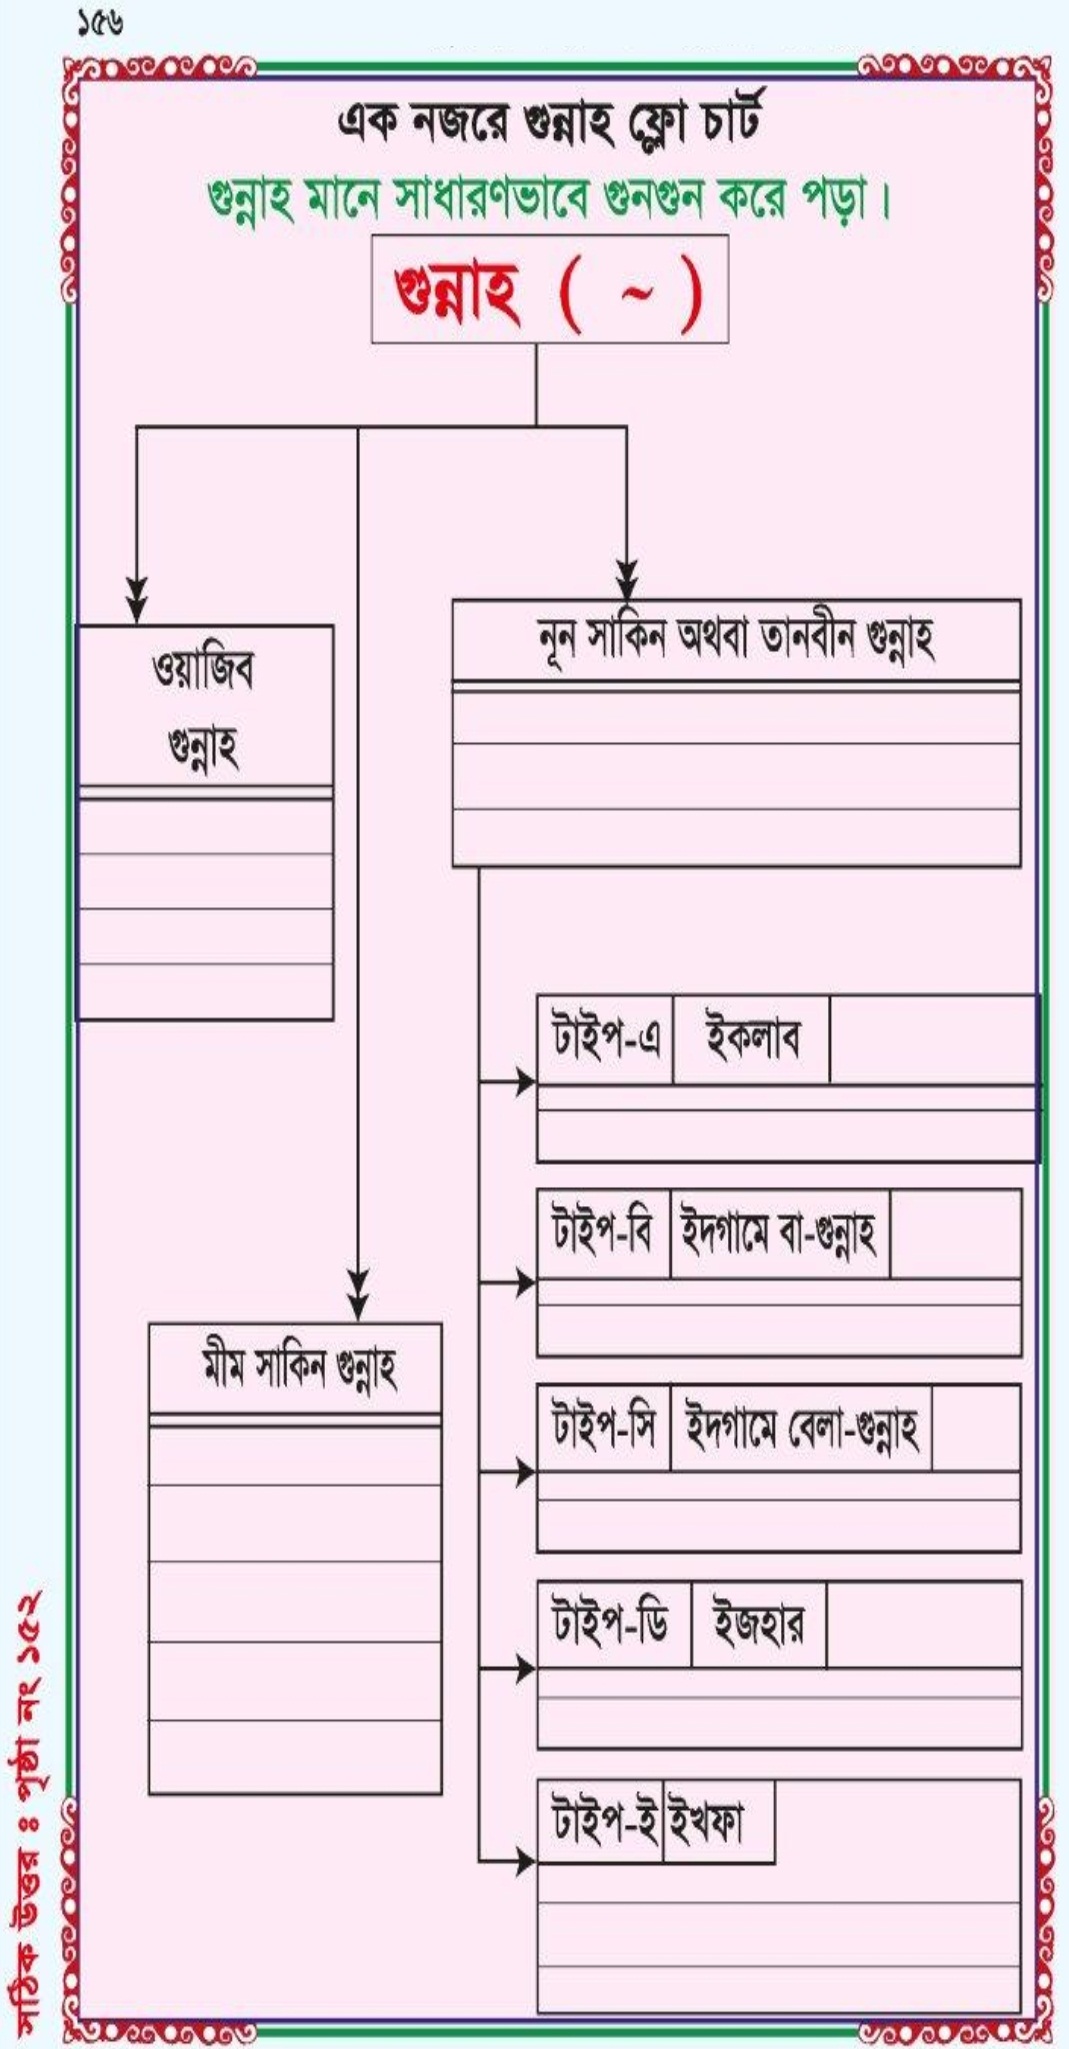 ১৫৬
এক নজরে গুন্নাহ ফ্লো চার্ট
গুন্নাহ মানে সাধারণভাবে গুনগুন করে পড়া।
গুন্নাহ ( ~ )
ওয়াজিব
গুন্নাহ
নূন সাকিন অথবা তানবীন গুন্নাহ
টাইপ-এ ইকলাব
টাইপ-বি ইদগামে বা-গুন্নাহ
মীম সাকিন গুন্নাহ
টাইপ-সি ইদগামে বেলা-গুন্নাহ
টাইপ-ডি ইজহার
টাইপ-ই ইখফা
সঠিক উত্তর ঃ পৃষ্ঠা নং ১৫২